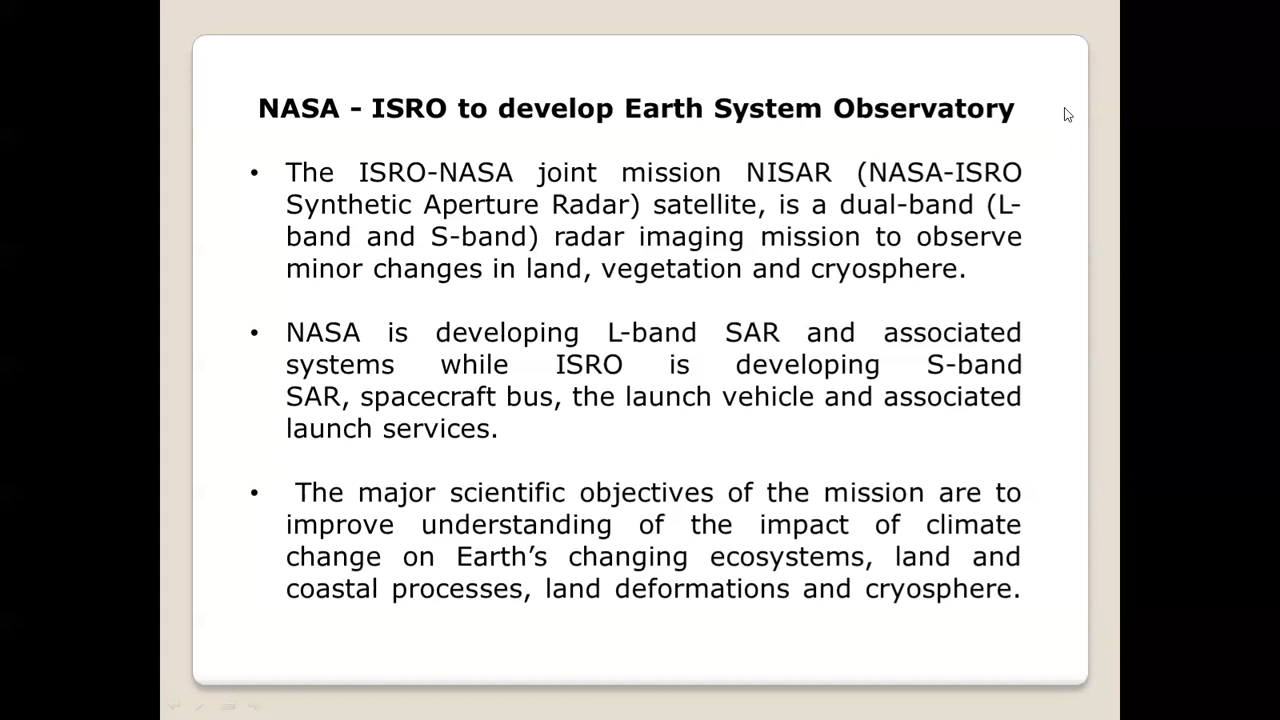 NASA - ISRO to develop Earth System Observatory
• The ISRO-NASA joint mission NISAR (NASA-ISRO
Synthetic Aperture Radar) satellite, is a dual-band (L-
band and S-band) radar imaging mission to observe
minor changes in land, vegetation and cryosphere.
• NASA is developing L-band SAR and associated
systems while ISRO is developing S-band
SAR, spacecraft bus, the launch vehicle and associated
launch services.
• The major scientific objectives of the mission are to
improve understanding of the impact of climate
change on Earth’s changing ecosystems, land and
coastal processes, land deformations and cryosphere.